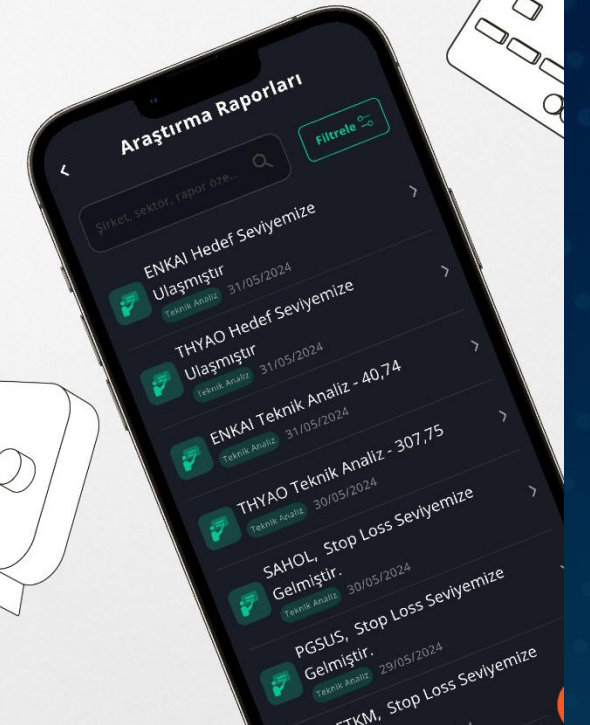 Araştırma Raporları
Şirket, sektör, rapor öze...
Filtrele
ENKAI Hedef Seviyemize
Ulaşmıştır
Teknik Analiz 31/05/2024
THYAO Hedef Seviyemize
Ulaşmıştır
Teknik Analiz 31/05/2024
ENKAI Teknik Analiz - 40,74
Teknik Analiz 31/05/2024
THYAO Teknik Analiz - 307,75
Teknik Analiz 30/05/2024
SAHOL, Stop Loss Seviyemize
Gelmiştir.
Teknik Analiz 30/05/2024
PGSUS, Stop Loss Seviyemize
Gelmiştir.
Teknik Analiz 29/05/2024
Stop Loss Seviyemize